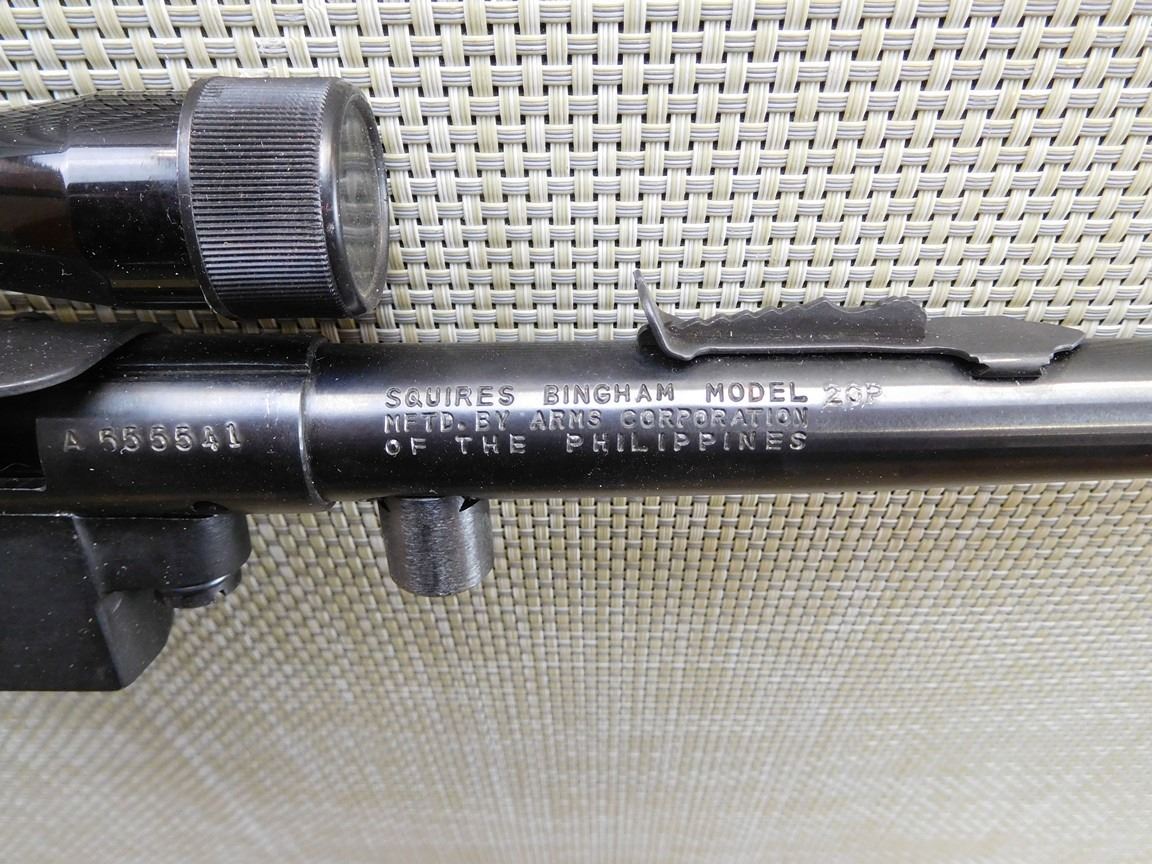 SQUIRES BINGHAM MODEL 20P
MFTD. BY ARMS CORPORATION
OF THE PHILIPPINES
A 555541